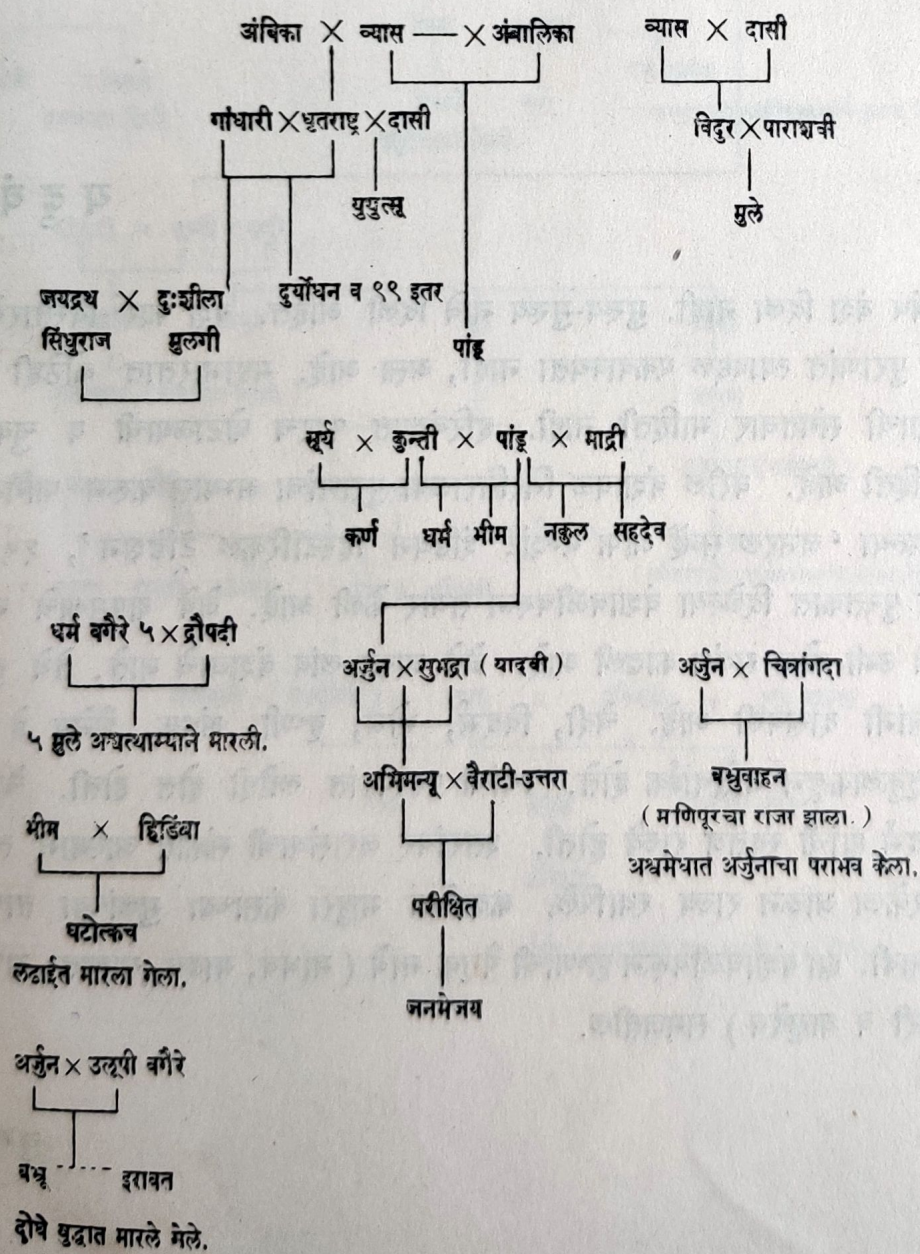 अंबिका × व्यास — × अंबालिका
व्यास × दासी
गांधारी × धृतराष्ट्र × दासी
विदुर × पाराशवी
युयुत्सू
मुले
जयद्रथ × दुःशीला
सिंधुराज मुलगी
दुर्योधन व ९९ इतर
पांडू
सूर्य × कुन्ती × पांडू × माद्री
कर्ण धर्म भीम नकुल सहदेव
धर्म वगैरे ५ × द्रौपदी
५ मुले अश्वत्थाम्याने मारली.
अर्जुन × सुभद्रा ( यादवी )
अर्जुन × चित्रांगदा
अभिमन्यू × वैराटी-उत्तरा
बभ्रुवाहन
( मणिपूरचा राजा झाला. )
अश्वमेधात अर्जुनाचा पराभव केला.
भीम × हिडिंबा
घटोत्कच
लढाईत मारला गेला.
परीक्षित
जनमेजय
अर्जुन × उलूपी वगैरे
बभ्रू ---- इरावत
दोघे युद्धात मारले गेले.